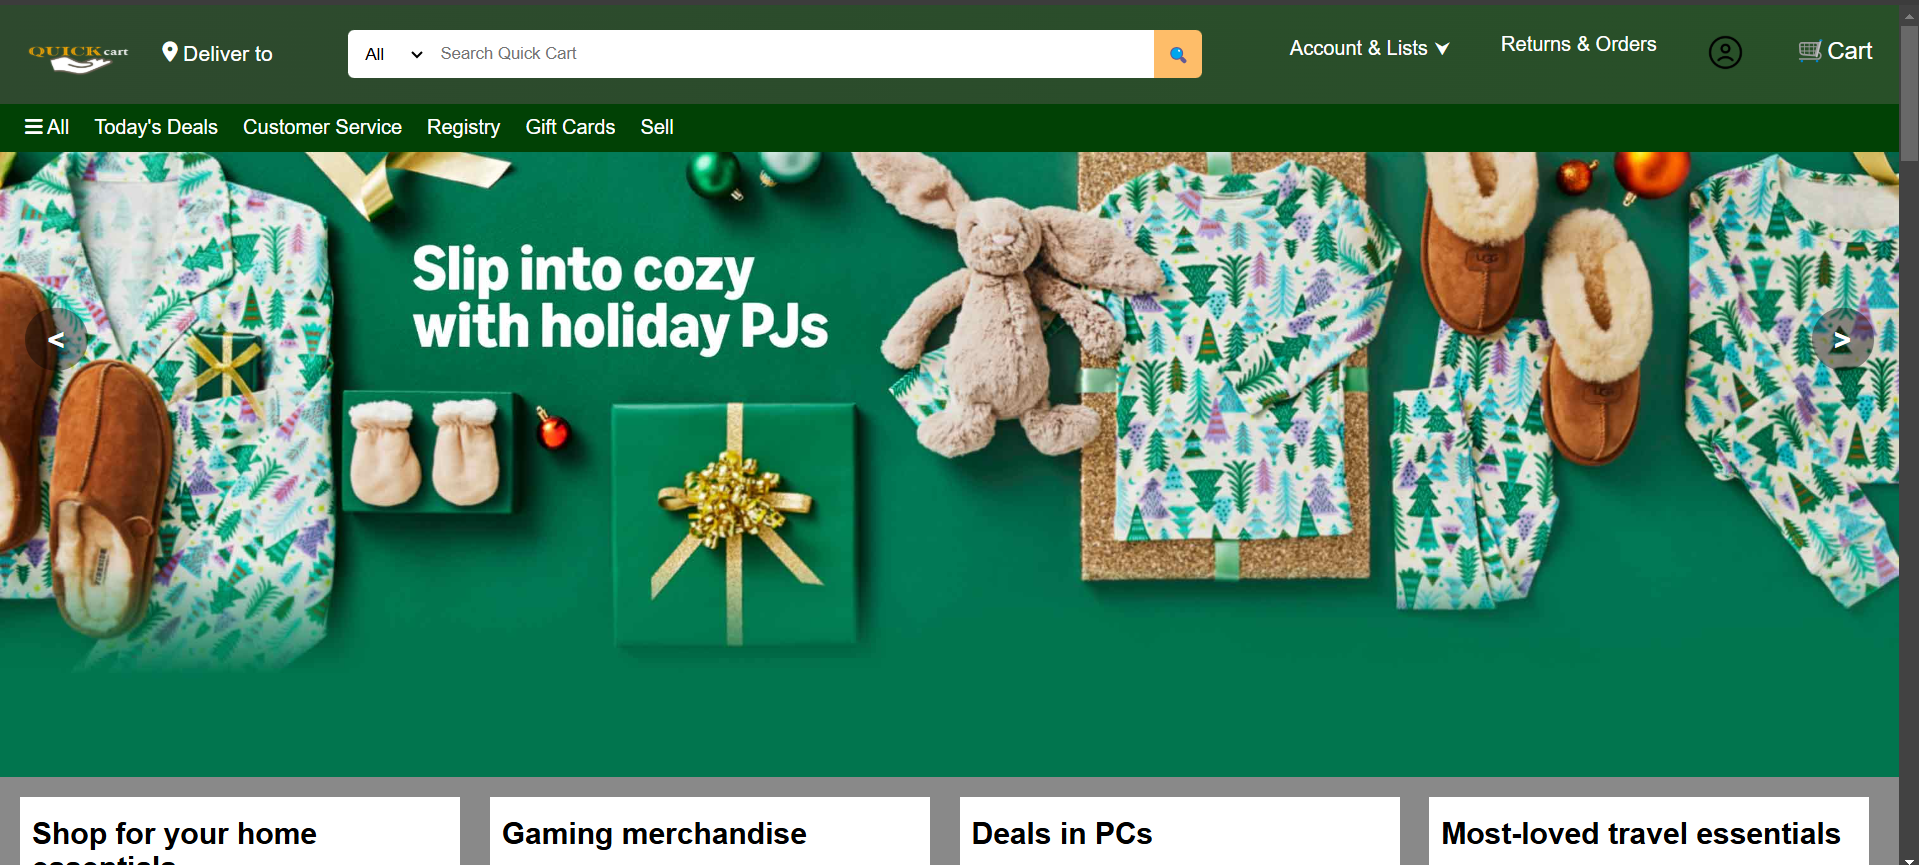 QUICK cart
Deliver to
All
Search Quick Cart
Account & Lists
Returns & Orders
Cart
All
Today's Deals
Customer Service
Registry
Gift Cards
Sell
Slip into cozy
with holiday PJs
UGG
<
>
Shop for your home
essentials
Gaming merchandise
Deals in PCs
Most-loved travel essentials